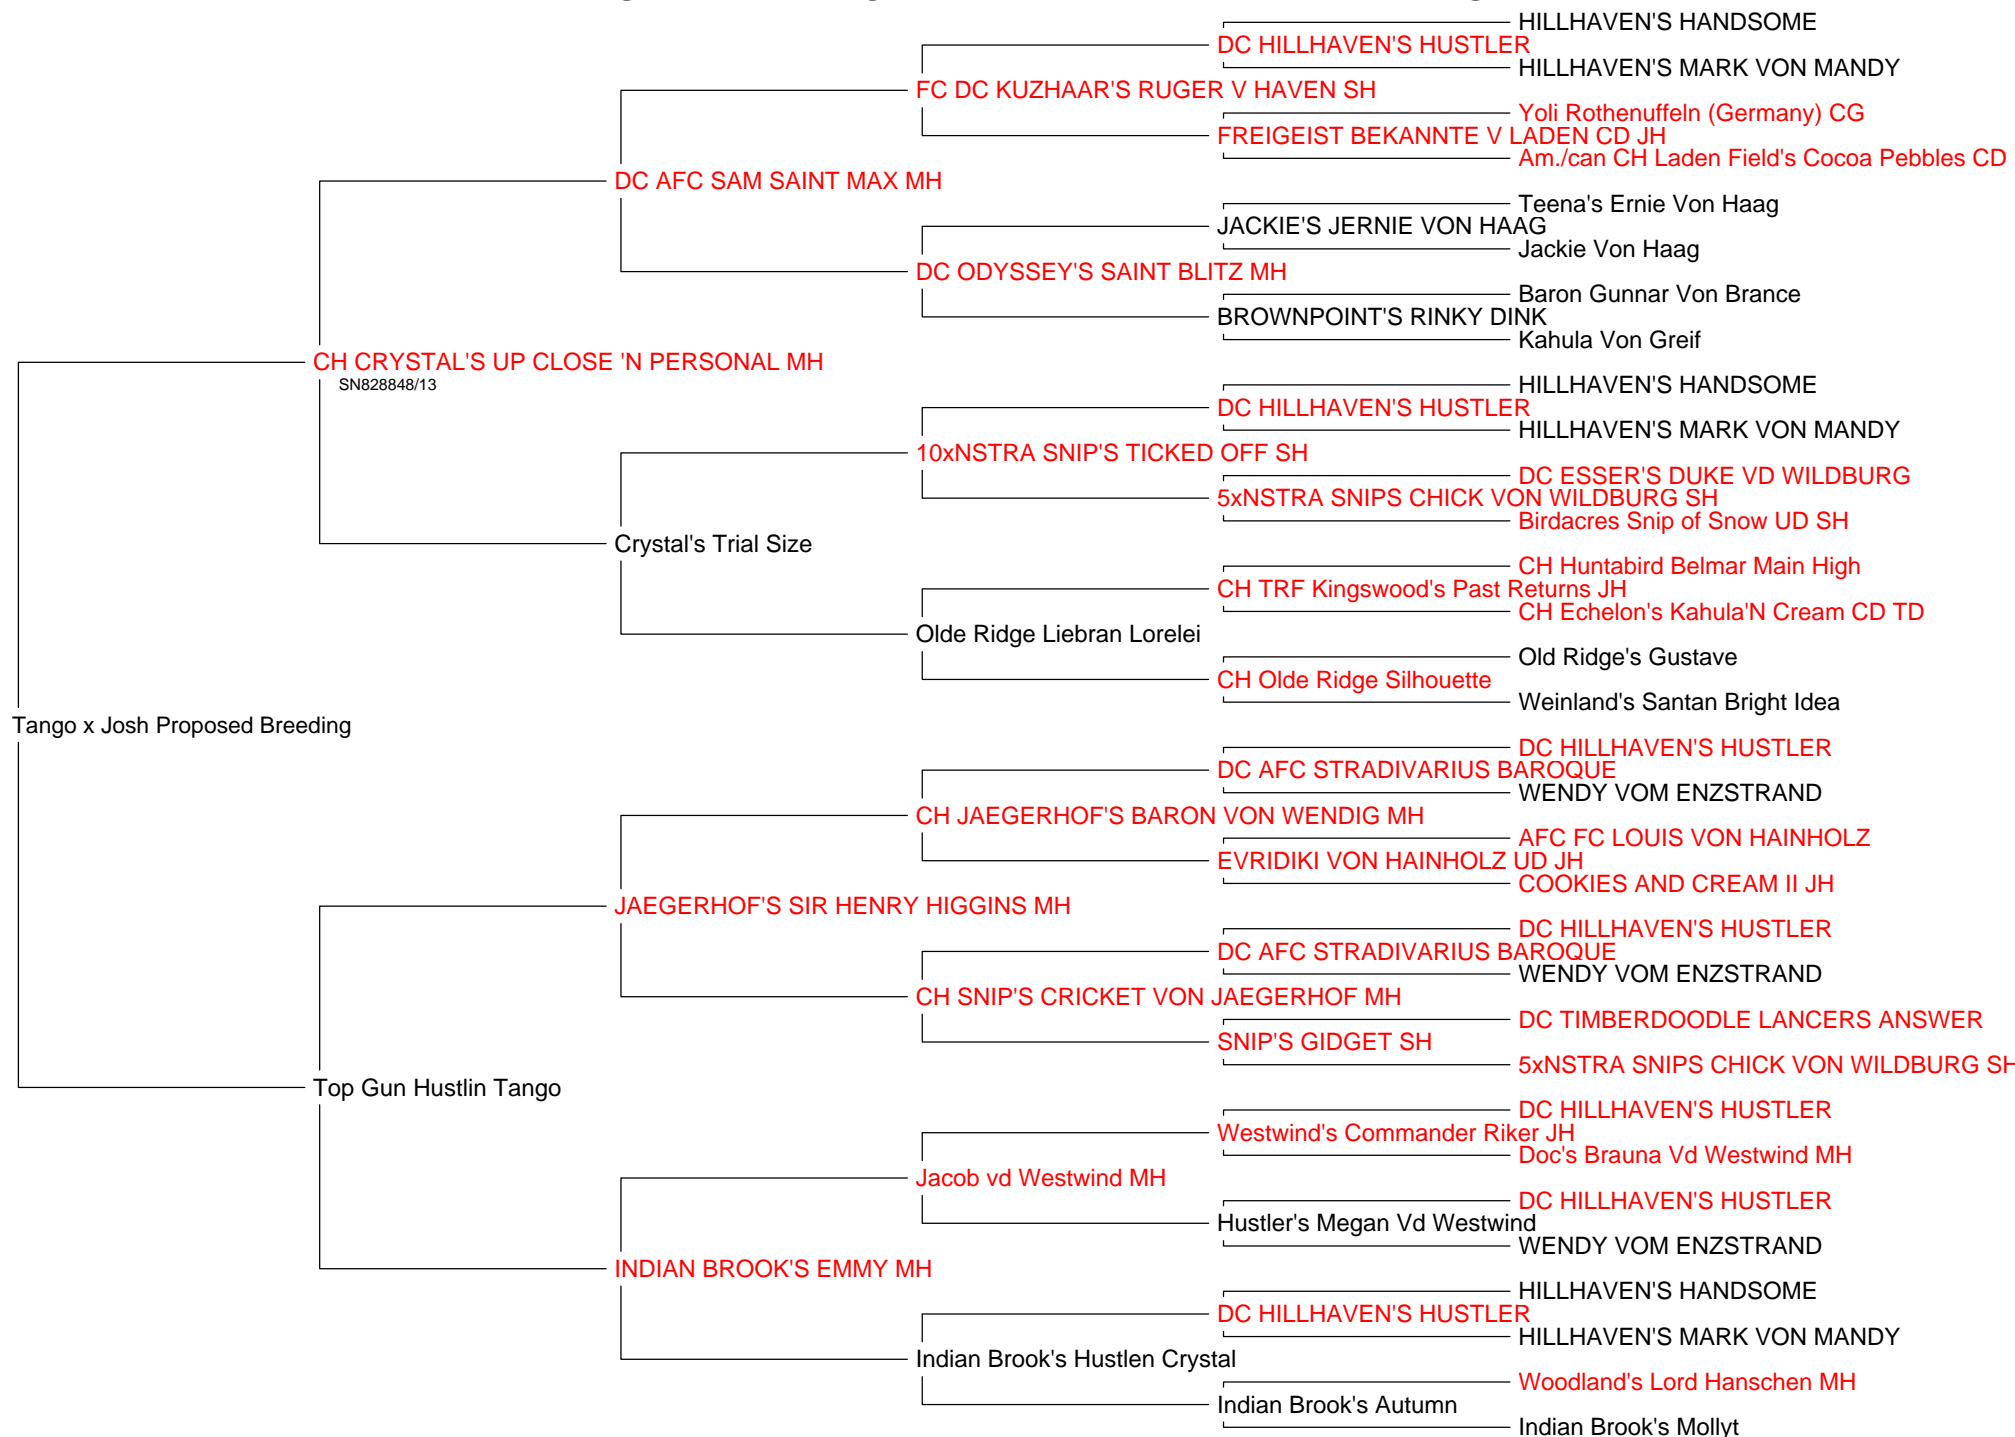 HILLHAVEN'S HANDSOME
DC HILLHAVEN'S HUSTLER
HILLHAVEN'S MARK VON MANDY
FC DC KUZHAAR'S RUGER V HAVEN SH
Yoli Rothenuffeln (Germany) CG
FREIGEIST BEKANNTE V LADEN CD JH
Am./can CH Laden Field's Cocoa Pebbles CD
DC AFC SAM SAINT MAX MH
Teena's Ernie Von Haag
JACKIE'S JERNIE VON HAAG
Jackie Von Haag
DC ODYSSEY'S SAINT BLITZ MH
Baron Gunnar Von Brance
BROWNPOINT'S RINKY DINK
Kahula Von Greif
CH CRYSTAL'S UP CLOSE 'N PERSONAL MH
SN828848/13
HILLHAVEN'S HANDSOME
DC HILLHAVEN'S HUSTLER
HILLHAVEN'S MARK VON MANDY
10xNSTRA SNIP'S TICKED OFF SH
DC ESSER'S DUKE VD WILDBURG
5xNSTRA SNIPS CHICK VON WILDBURG SH
Birdacres Snip of Snow UD SH
Crystal's Trial Size
CH Huntabird Belmar Main High
CH TRF Kingswood's Past Returns JH
CH Echelon's Kahula'N Cream CD TD
Olde Ridge Liebran Lorelei
Old Ridge's Gustave
CH Olde Ridge Silhouette
Weinland's Santan Bright Idea
Tango x Josh Proposed Breeding
DC HILLHAVEN'S HUSTLER
DC AFC STRADIVARIUS BAROQUE
WENDY VOM ENZSTRAND
CH JAEGERHOF'S BARON VON WENDIG MH
AFC FC LOUIS VON HAINHOLZ
EVRIDIKI VON HAINHOLZ UD JH
COOKIES AND CREAM II JH
JAEGERHOF'S SIR HENRY HIGGINS MH
DC HILLHAVEN'S HUSTLER
DC AFC STRADIVARIUS BAROQUE
WENDY VOM ENZSTRAND
CH SNIP'S CRICKET VON JAEGERHOF MH
DC TIMBERDOODLE LANCERS ANSWER
SNIP'S GIDGET SH
5xNSTRA SNIPS CHICK VON WILDBURG SH
Top Gun Hustlin Tango
DC HILLHAVEN'S HUSTLER
Westwind's Commander Riker JH
Doc's Brauna Vd Westwind MH
Jacob vd Westwind MH
DC HILLHAVEN'S HUSTLER
Hustler's Megan Vd Westwind
WENDY VOM ENZSTRAND
INDIAN BROOK'S EMMY MH
HILLHAVEN'S HANDSOME
DC HILLHAVEN'S HUSTLER
HILLHAVEN'S MARK VON MANDY
Indian Brook's Hustlen Crystal
Woodland's Lord Hanschen MH
Indian Brook's Autumn
Indian Brook's Mollyt